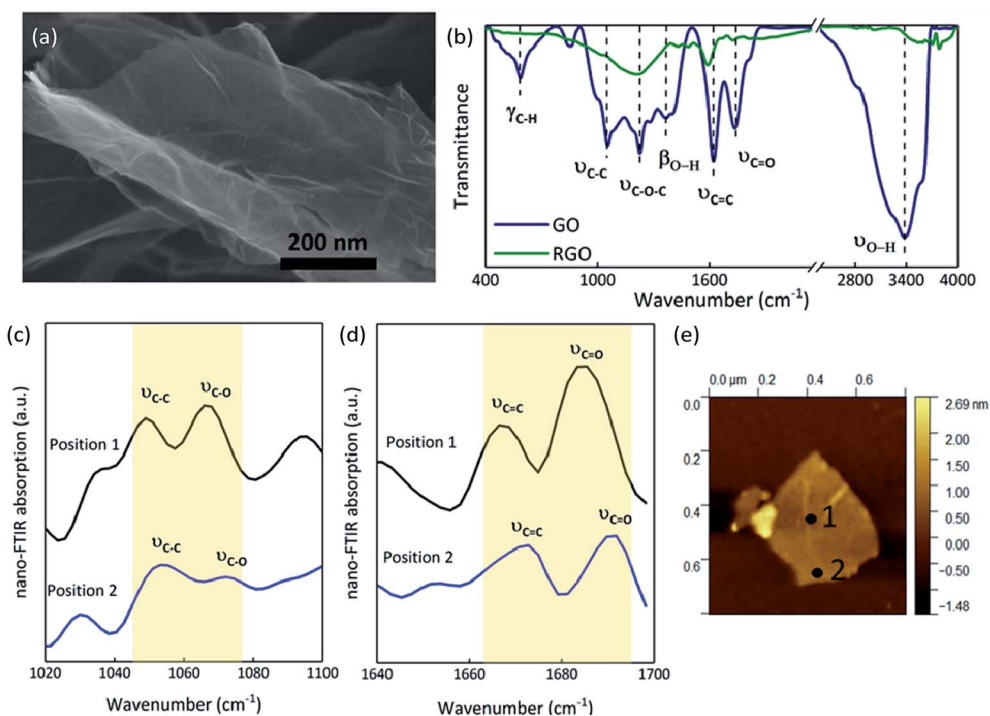 (a)
200 nm
(b)
Transmittance
γC-H
υC-C
υC-O-C
βO-H
υC=C
υC=O
υO-H
GO
RGO
400 1000 1600 2800 3400 4000
Wavenumber (cm⁻¹)
(c)
nano-FTIR absorption (a.u.)
υC-C υC-O
Position 1
υC-C υC-O
Position 2
1020 1040 1060 1080 1100
Wavenumber (cm⁻¹)
(d)
nano-FTIR absorption (a.u.)
υC=O
υC=C
Position 1
υC=C υC=O
Position 2
1640 1660 1680 1700
Wavenumber (cm⁻¹)
(e)
0.0 μm 0.2 0.4 0.6
0.0
0.2
0.4
0.6
1
2
2.69 nm
2.00
1.50
1.00
0.50
0.00
−0.50
−1.48